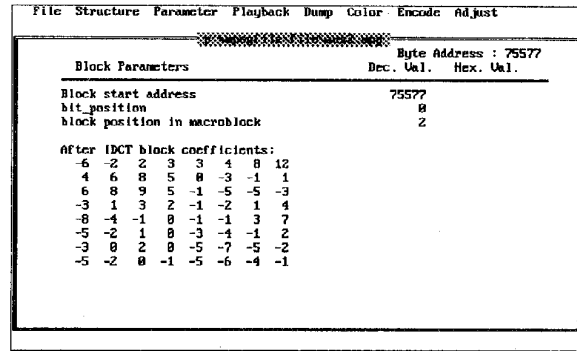 File Structure Parameter Playback Dump Color Encode Adjust
Byte Address : 75577
Block Parameters Dec. Val. Hex. Val.
Block start address 75577
bit_position 0
block position in macroblock 2
After IDCT block coefficients:
-6 -2 2 3 3 4 8 12
4 6 8 5 0 -3 -1 1
6 8 9 5 -1 -5 -5 -3
-3 1 3 2 -1 -2 1 4
-8 -4 -1 0 -1 -1 3 7
-5 -2 1 0 -3 -4 -1 2
-3 0 2 0 -5 -7 -5 -2
-5 -2 0 -1 -5 -6 -4 -1